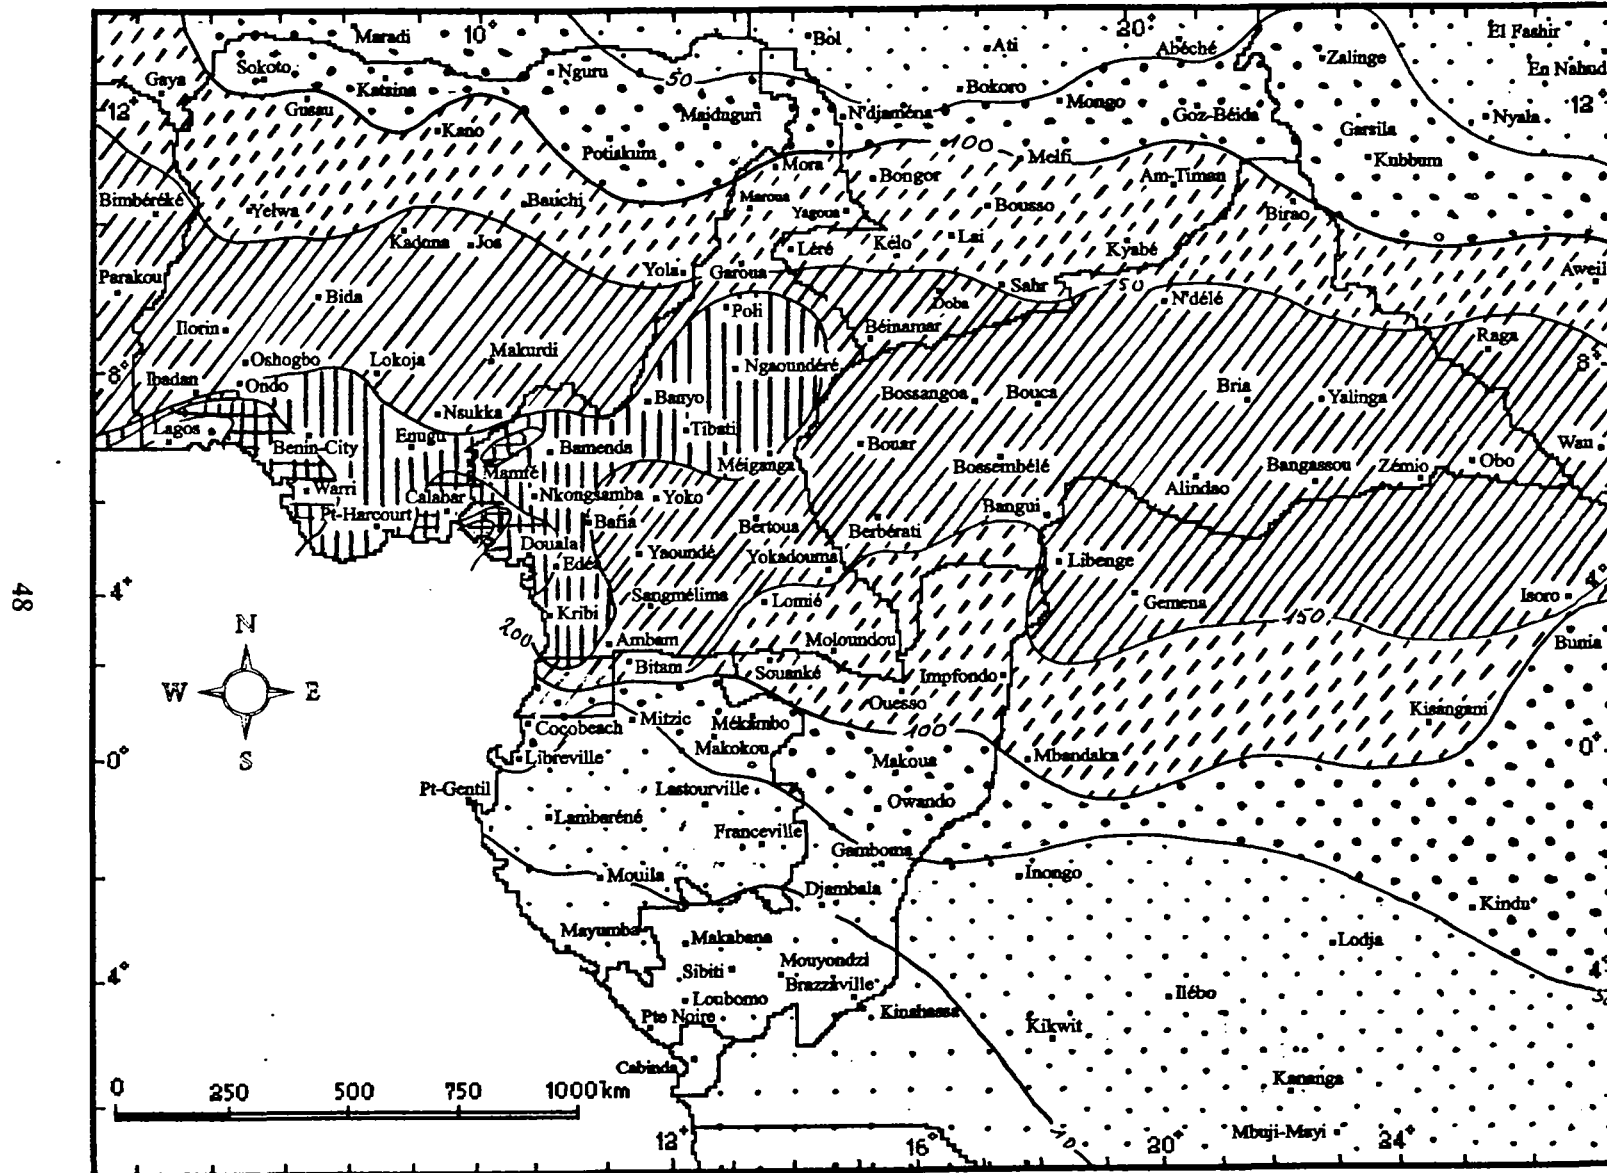 Maradi
10°
Bol
20°
El Fashir
Ati
Abéché
Zalinge
Gaya
Sokoto
Nguru
50
En Nahud
Katsina
Bokoro
12°
Gusau
Maiduguri
N'djaména
Mongo
Goz-Béida
12°
Nyala
Kano
Garsila
Potiskum
100
Mora
Melfi
Kubbum
Bongor
Am-Timan
Bimbéréké
Yelwa
Bauchi
Maroua
Yagoua
Bousso
Birao
Kadona
Jos
Léré
Kélo
Lai
Kyabé
Parakou
Yola
Garoua
Aweil
Bida
Sahr
150
N'délé
Poli
Doba
Ilorin
Béinamar
Raga
Oshogbo
Lokoja
Makurdi
8°
Ngaoundéré
8°
Ibadan
Ondo
Banyo
Bossangoa
Bouca
Bria
Yalinga
Nsukka
Lagos
Enugu
Tibati
Benin-City
Bamenda
Bouar
Wau
Mamfé
Méiganga
Bossembélé
Bangassou
Zémio
Obo
Warri
Calabar
Nkongsamba
Yoko
Alindao
Pt-Harcourt
Bafia
Bertoua
Berbérati
Bangui
Douala
Yaoundé
Yokadouma
Edéa
Libenge
4°
Sangmélima
Lomié
Gemena
4°
Isoro
Kribi
48
N
200
Ambam
Moloundou
150
Bunia
Bitam
Souanké
Impfondo
W
E
Ouesso
Cocobeach
Mitzic
Mékambo
Kisangani
S
Makokou
100
0°
Libreville
Makoua
Mbandaka
0°
Pt-Gentil
Lastourville
Owando
Lambaréné
Franceville
Gamboma
Mouila
Djambala
Inongo
Kindu
Mayumba
Makabana
Lodja
4°
Sibiti
Mouyondzi
4°
Brazzaville
Ilébo
50
Loubomo
Pte Noire
Kinshassa
Kikwit
Cabinda
Kananga
0
250
500
750
1000 km
12°
16°
10
20°
Mbuji-Mayi
24°